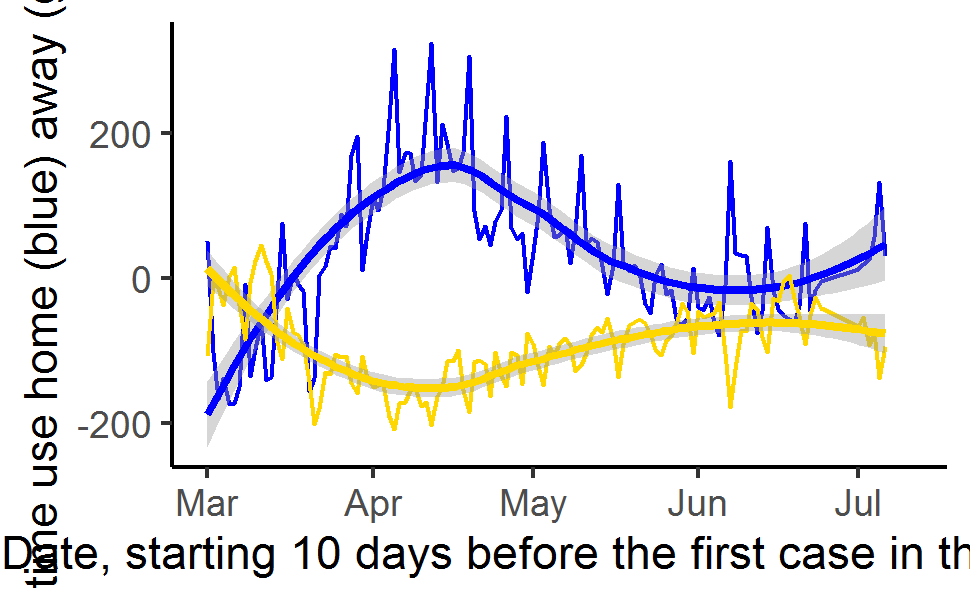 time use home (blue) away (
200
0
-200
Mar Apr May Jun Jul
Date, starting 10 days before the first case in th